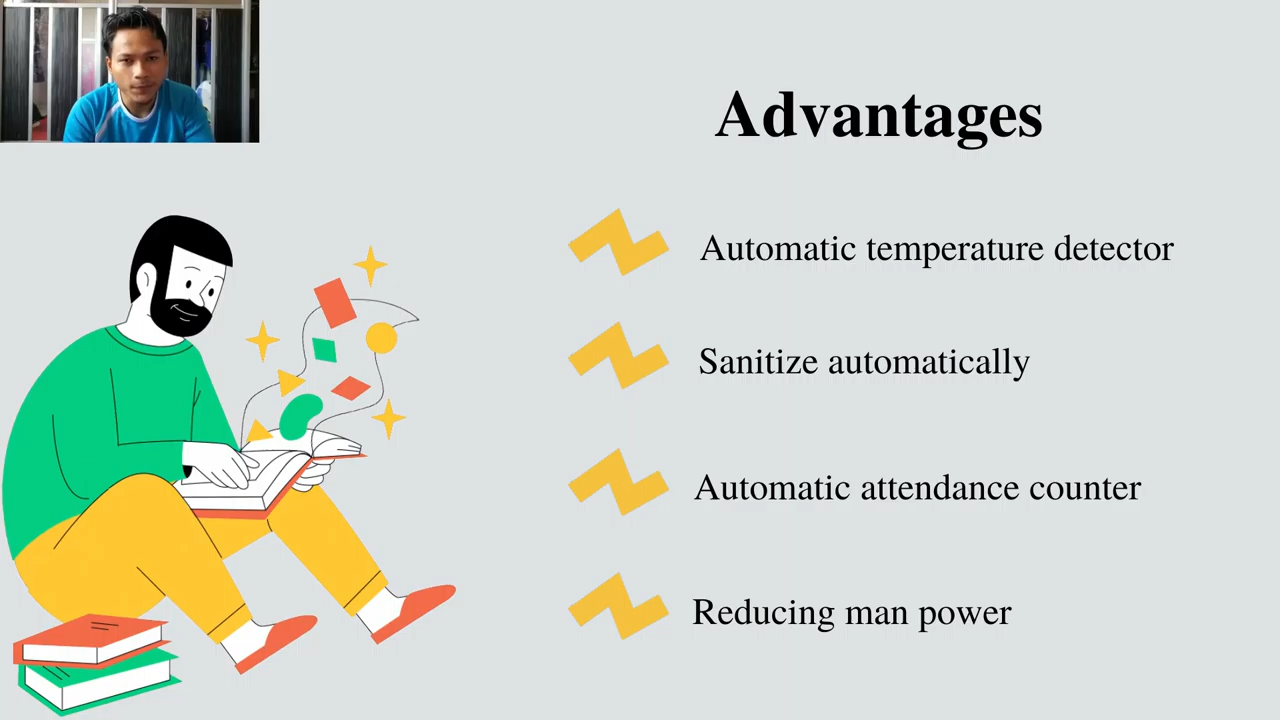 Advantages
Automatic temperature detector
Sanitize automatically
Automatic attendance counter
Reducing man power